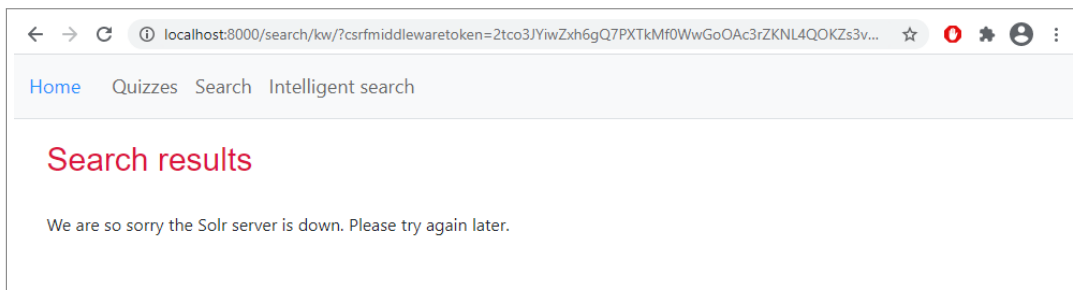 localhost:8000/search/kw/?csrfmiddlewaretoken=2tco3JYiwZxh6gQ7PXTkMf0WwGoOAc3rZKNL4QOKZs3v...
Home Quizzes Search Intelligent search
Search results
We are so sorry the Solr server is down. Please try again later.